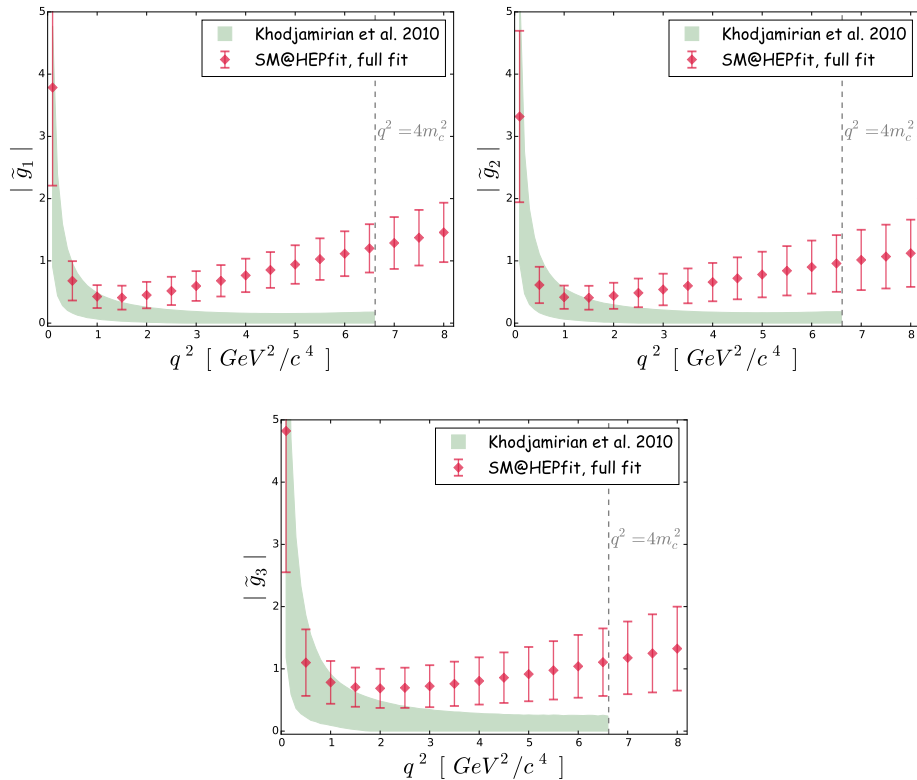 5
4
3
2
1
0
| g̃₁ |
Khodjamirian et al. 2010
SM@HEPfit, full fit
q² = 4m_c²
0 1 2 3 4 5 6 7 8
q² [ GeV²/c⁴ ]
5
4
3
2
1
0
| g̃₂ |
Khodjamirian et al. 2010
SM@HEPfit, full fit
q² = 4m_c²
0 1 2 3 4 5 6 7 8
q² [ GeV²/c⁴ ]
5
4
3
2
1
0
| g̃₃ |
Khodjamirian et al. 2010
SM@HEPfit, full fit
q² = 4m_c²
0 1 2 3 4 5 6 7 8
q² [ GeV²/c⁴ ]